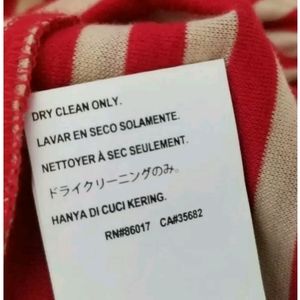 DRY CLEAN ONLY.
LAVAR EN SECO SOLAMENTE.
NETTOYER À SEC SEULEMENT.
ドライクリーニングのみ。
HANYA DI CUCI KERING.
RN#86017 CA#35682